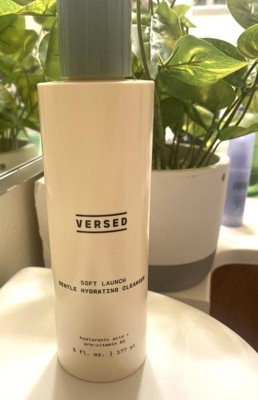 VERSED
SOFT LAUNCH
GENTLE HYDRATING CLEANSER
hyaluronic acid +
pro-vitamin B5
6 fl. oz. | 177 ml